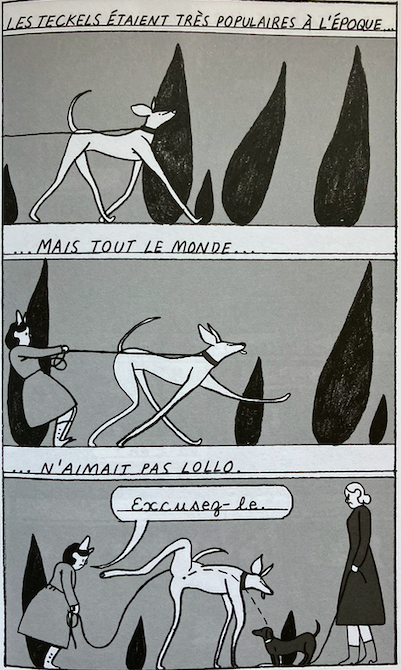 LES TECKELS ÉTAIENT TRÈS POPULAIRES À L'ÉPOQUE...
...MAIS TOUT LE MONDE...
...N'AIMAIT PAS LOLLO.
Excusez-le.